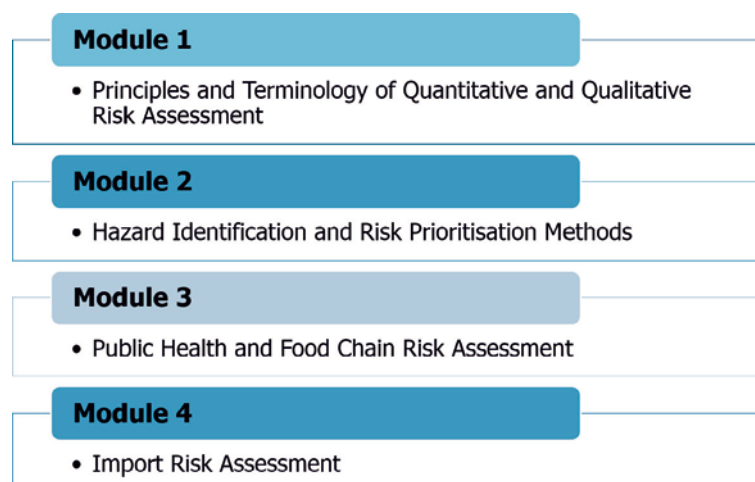 Module 1
• Principles and Terminology of Quantitative and Qualitative
Risk Assessment
Module 2
• Hazard Identification and Risk Prioritisation Methods
Module 3
• Public Health and Food Chain Risk Assessment
Module 4
• Import Risk Assessment